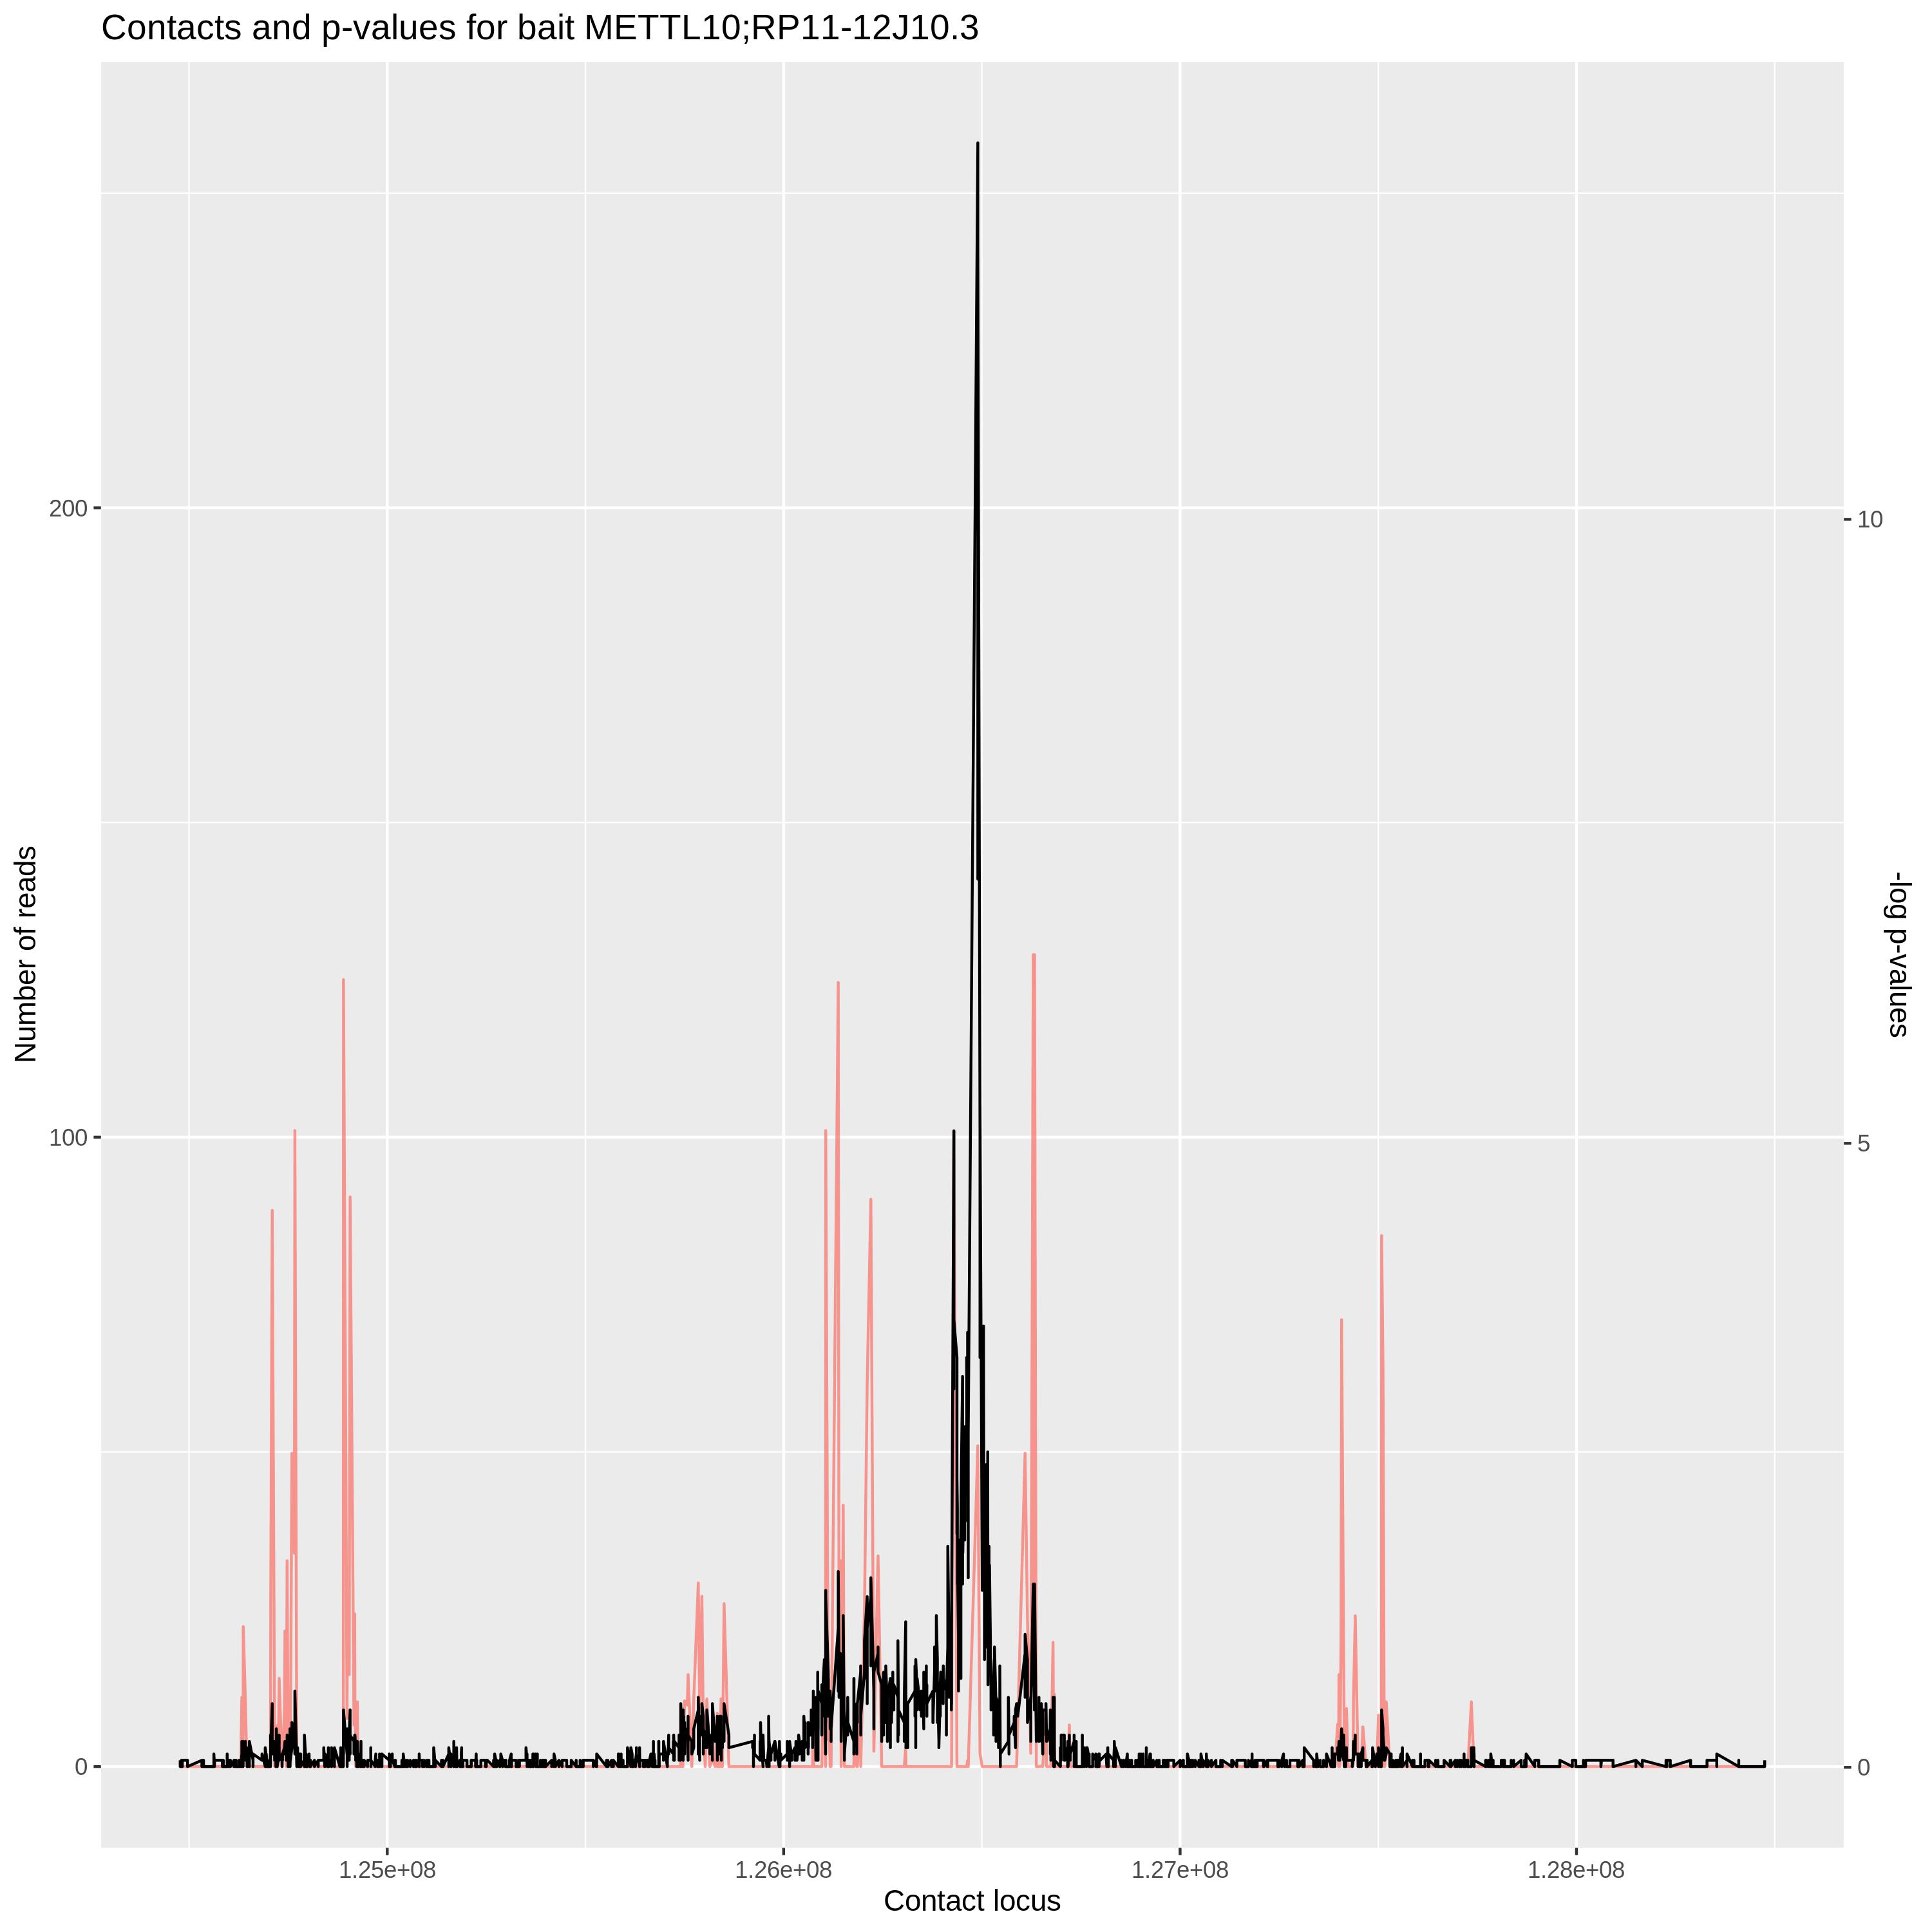 Contacts and p-values for bait METTL10;RP11-12J10.3
Number of reads
200
100
0
10
5
0
-log p-values
1.25e+08 1.26e+08 1.27e+08 1.28e+08
Contact locus